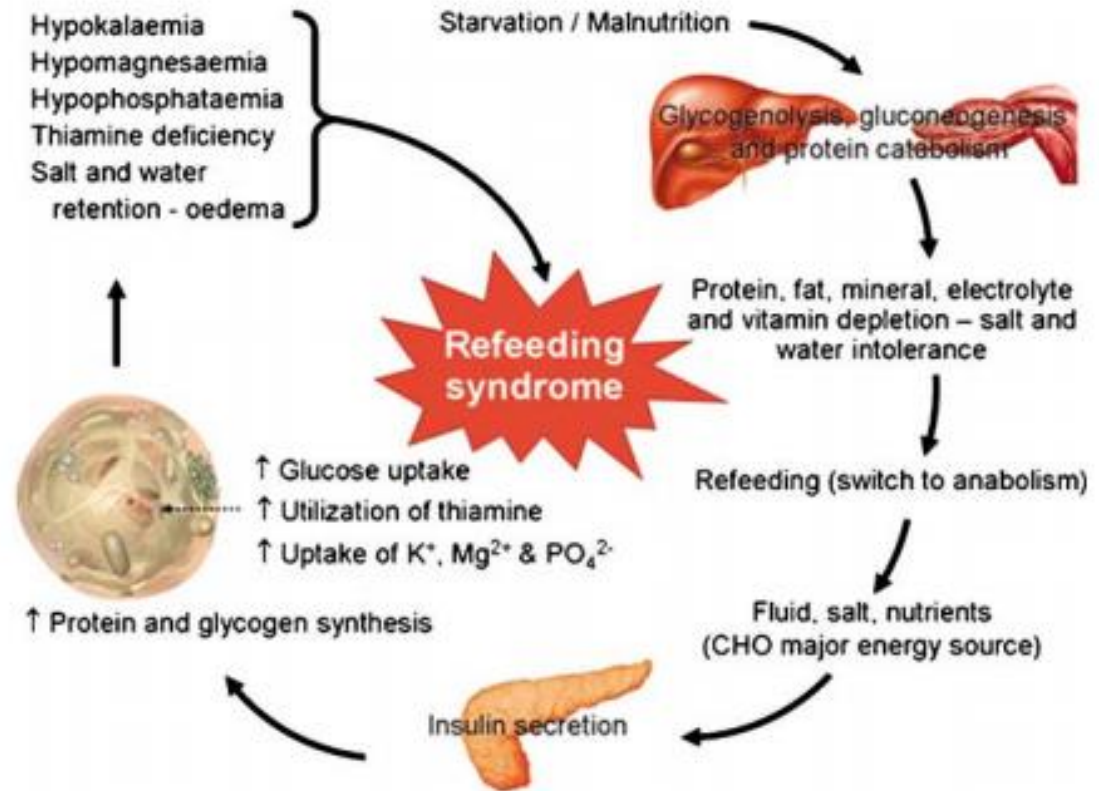 Hypokalaemia
Hypomagnesaemia
Hypophosphataemia
Thiamine deficiency
Salt and water
retention - oedema
Starvation / Malnutrition
Glycogenolysis, gluconeogenesis
and protein catabolism
Protein, fat, mineral, electrolyte
and vitamin depletion – salt and
water intolerance
Refeeding (switch to anabolism)
Fluid, salt, nutrients
(CHO major energy source)
Insulin secretion
↑ Protein and glycogen synthesis
↑ Glucose uptake
↑ Utilization of thiamine
↑ Uptake of K⁺, Mg²⁺ & PO₄²⁻
Refeeding
syndrome